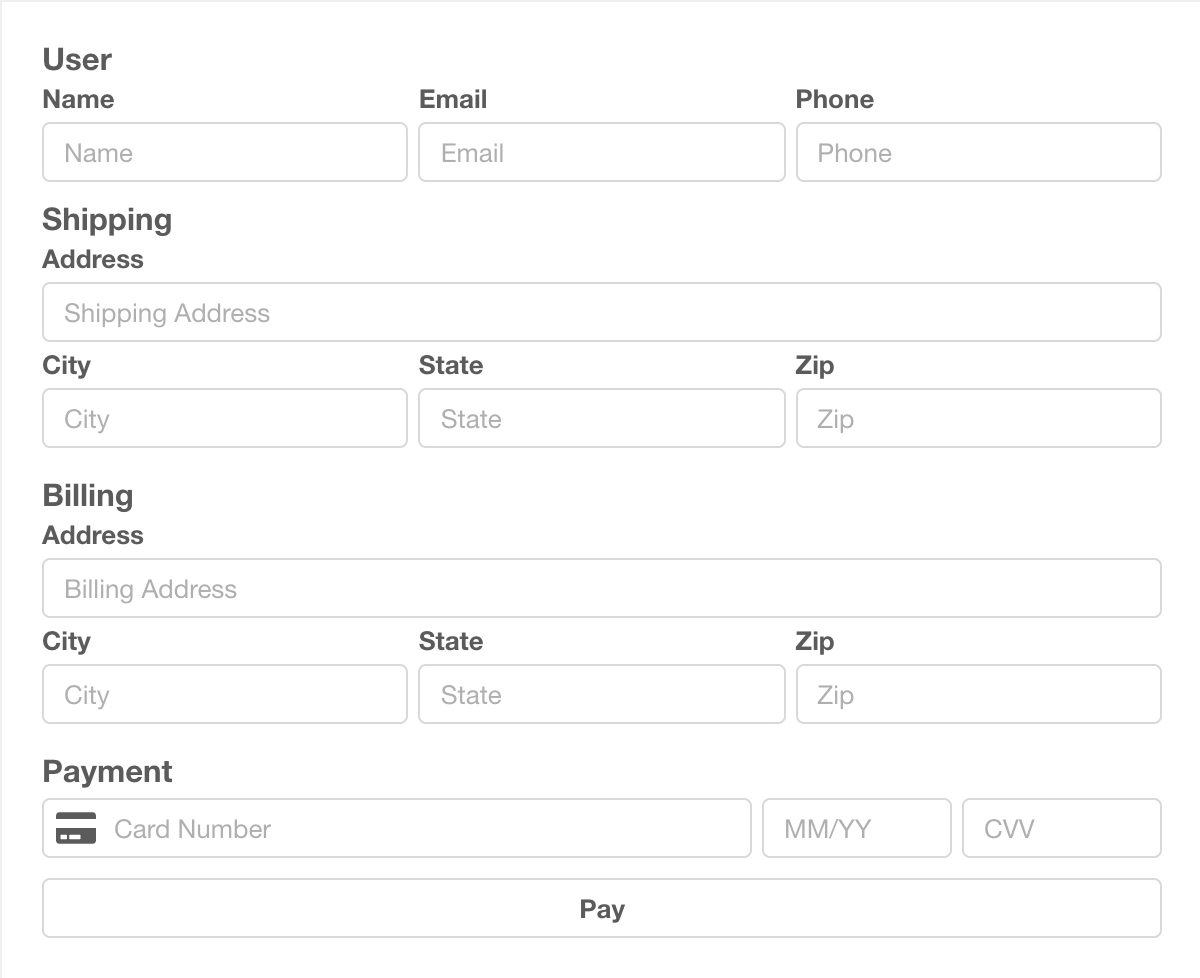 User
Name Email Phone
Name Email Phone
Shipping
Address
Shipping Address
City State Zip
City State Zip
Billing
Address
Billing Address
City State Zip
City State Zip
Payment
Card Number MM/YY CVV
Pay